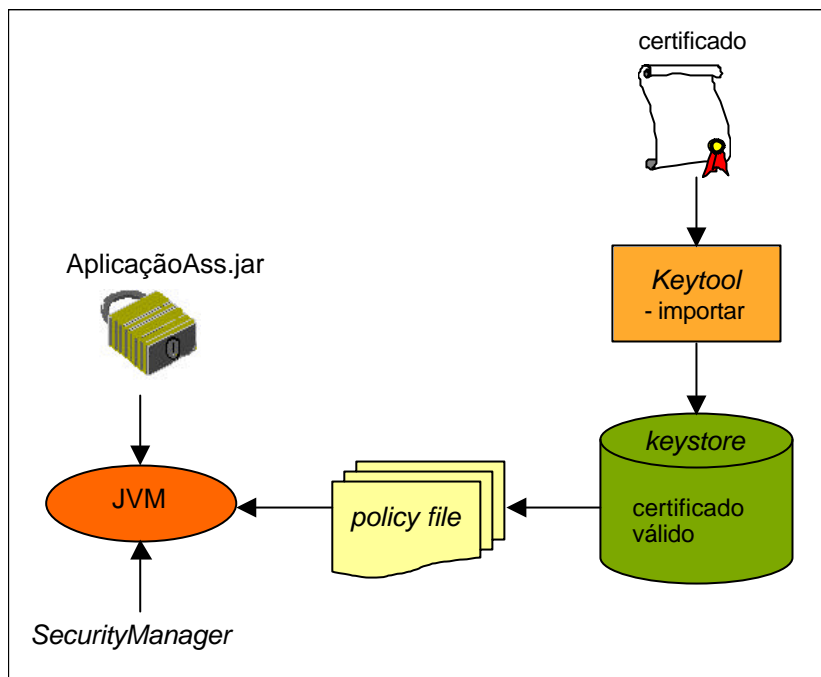 certificado
AplicaçãoAss.jar
Keytool
- importar
keystore
JVM
policy file
certificado
válido
SecurityManager